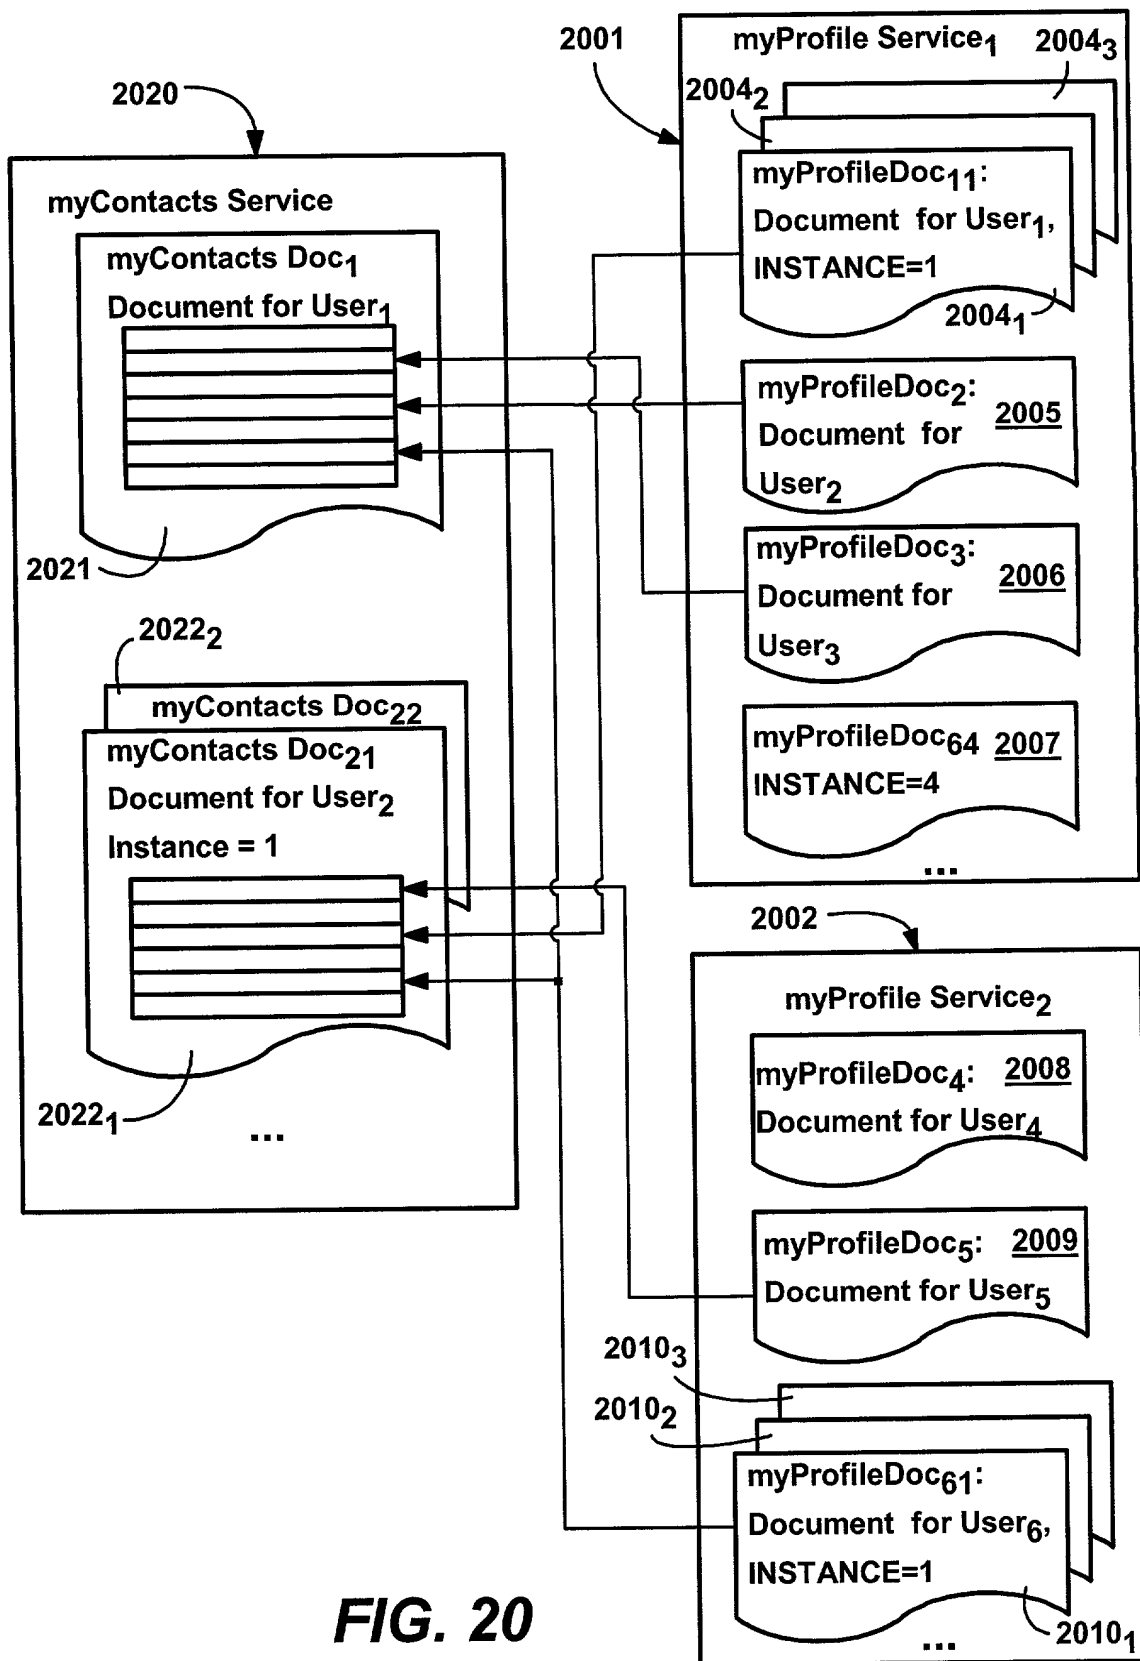 2020
myContacts Service
myContacts Doc₁
Document for User₁
2021
2022₂
myContacts Doc₂₂
myContacts Doc₂₁
Document for User₂
Instance = 1
2022₁
...
2001
myProfile Service₁
2004₃
2004₂
myProfileDoc₁₁:
Document for User₁,
INSTANCE=1
2004₁
myProfileDoc₂: 2005
Document for
User₂
myProfileDoc₃: 2006
Document for
User₃
myProfileDoc₆₄ 2007
INSTANCE=4
...
2002
myProfile Service₂
myProfileDoc₄: 2008
Document for User₄
myProfileDoc₅: 2009
Document for User₅
2010₃
2010₂
myProfileDoc₆₁:
Document for User₆,
INSTANCE=1
2010₁
...
FIG. 20